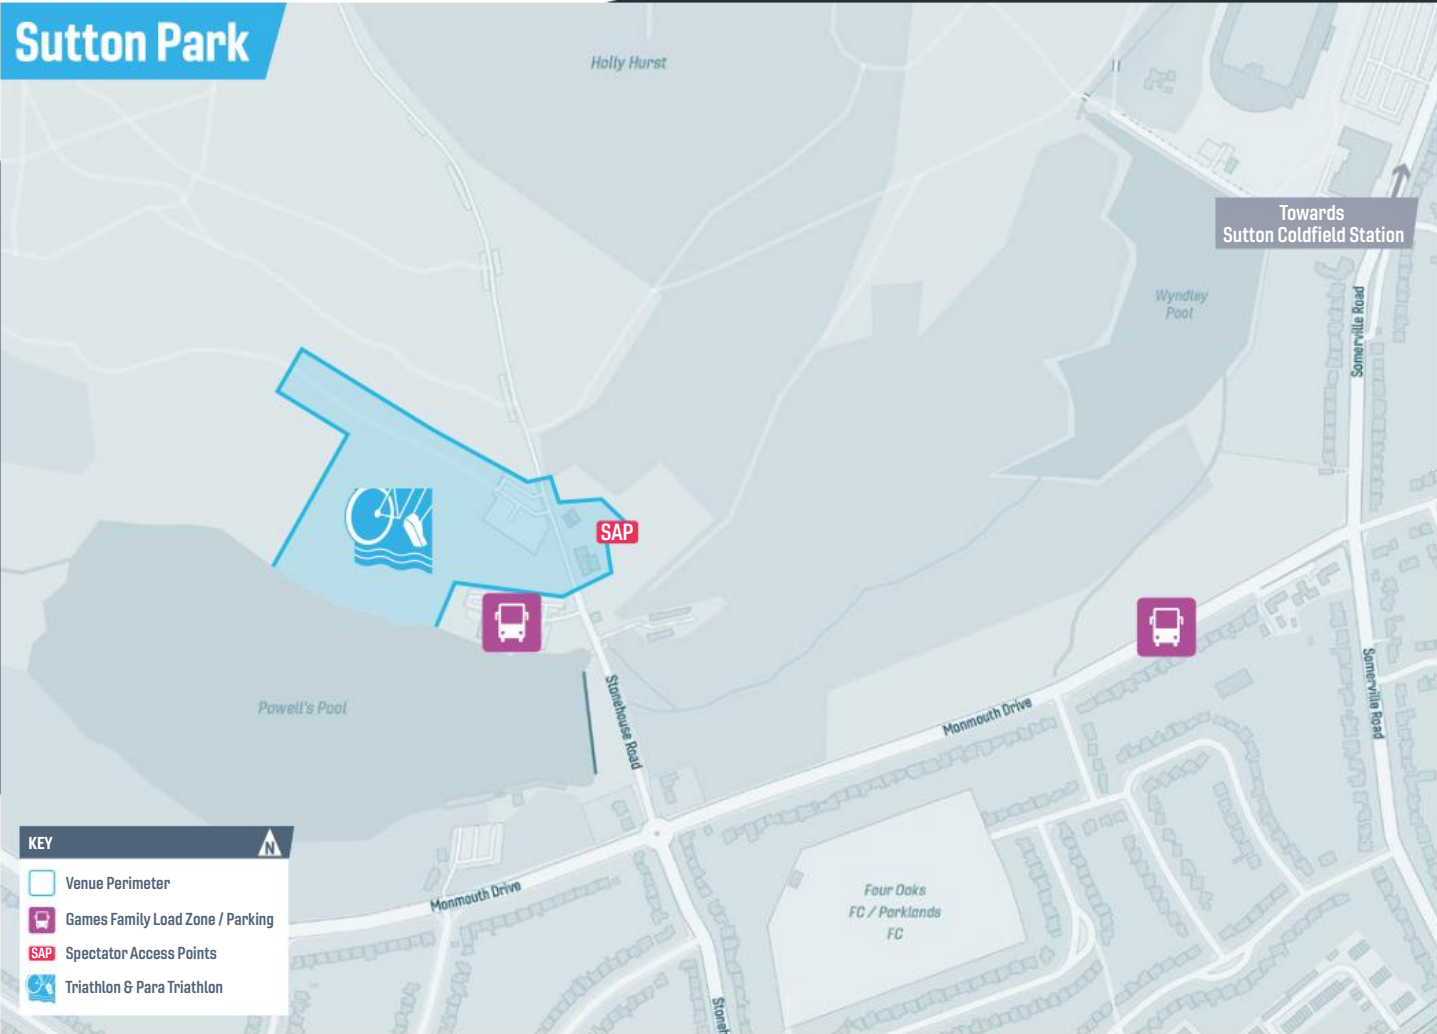 Sutton Park
Holly Hurst
Towards
Sutton Coldfield Station
Wyndley
Pool
Somerville Road
SAP
Powell's Pool
Stonehouse Road
Monmouth Drive
Somerville Road
Monmouth Drive
Four Oaks
FC / Parklands
FC
Stoneh
KEY
N
Venue Perimeter
Games Family Load Zone / Parking
SAP Spectator Access Points
Triathlon & Para Triathlon